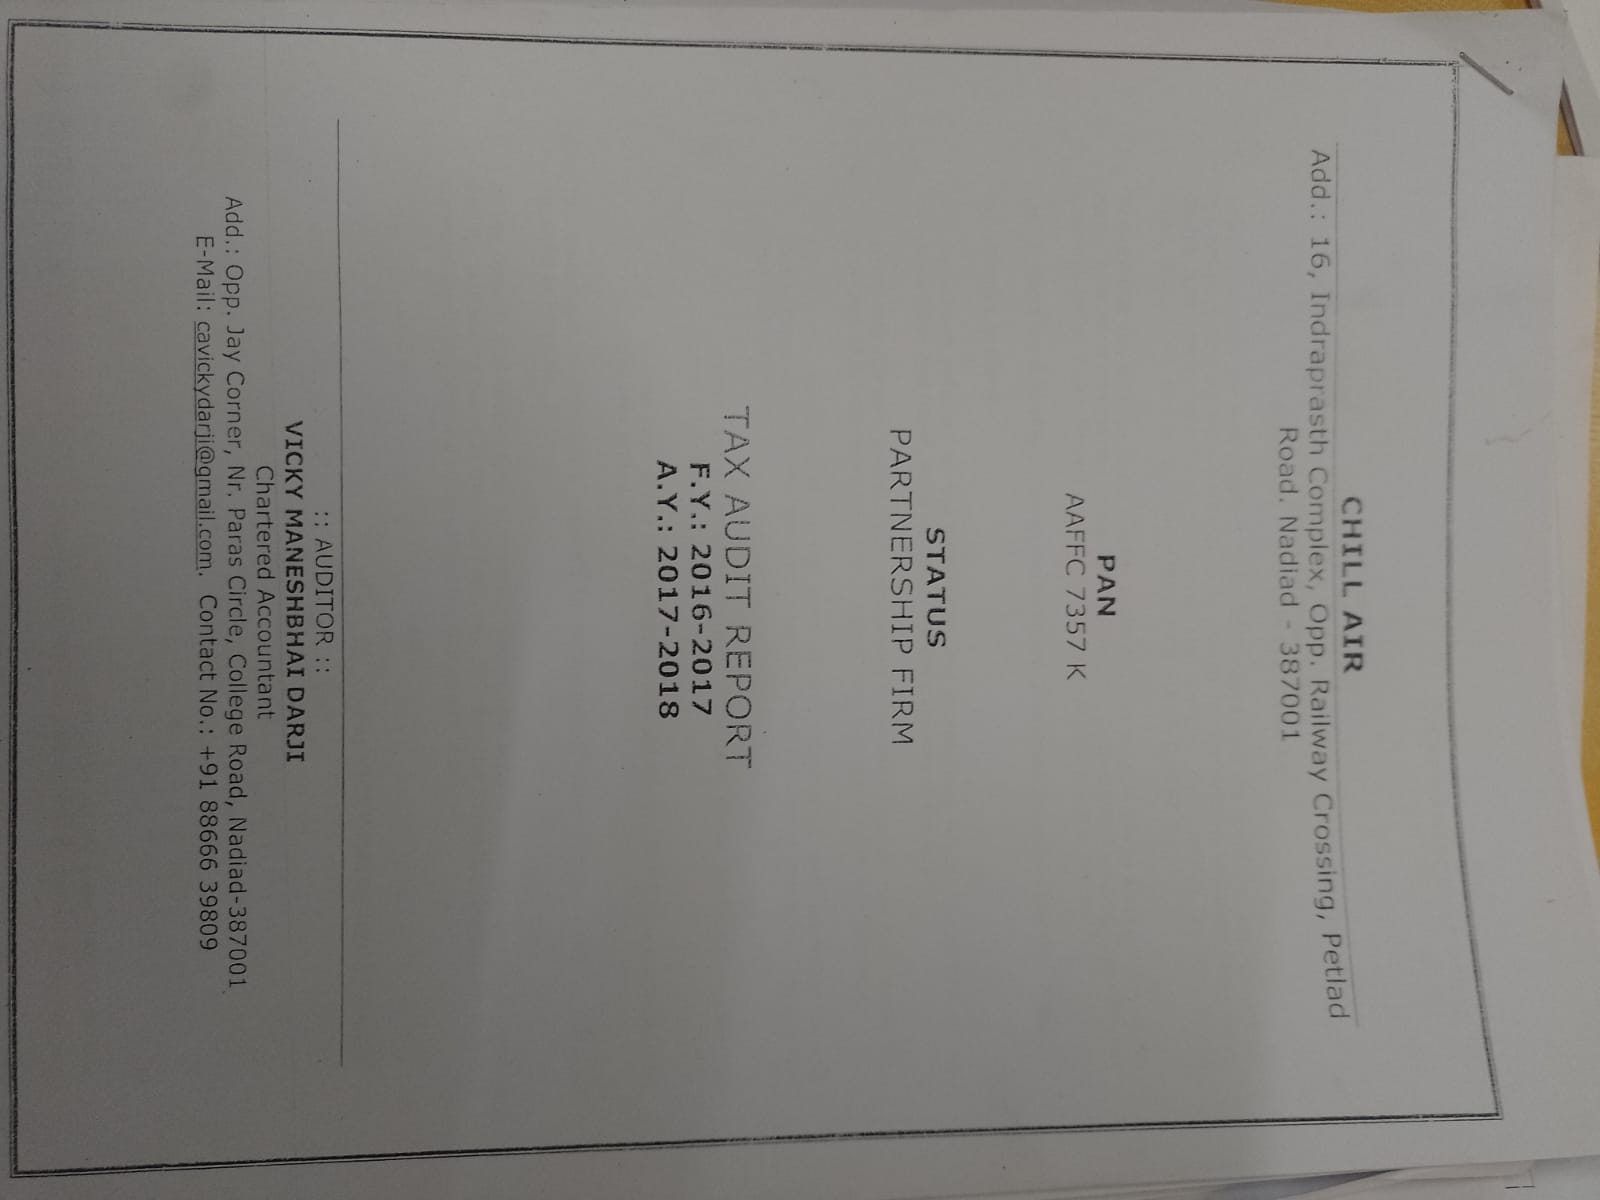 CHILL AIR
Add.: 16, Indraprasth Complex, Opp. Railway Crossing, Petlad
Road. Nadiad - 387001
PAN
AAFFC 7357 K
STATUS
PARTNERSHIP FIRM
TAX AUDIT REPORT
F.Y.: 2016-2017
A.Y.: 2017-2018
:: AUDITOR ::
VICKY MANESHBHAI DARJI
Chartered Accountant
Add.: Opp. Jay Corner, Nr. Paras Circle, College Road, Nadiad-387001
E-Mail: cavickydarji@gmail.com. Contact No.: +91 88666 39809